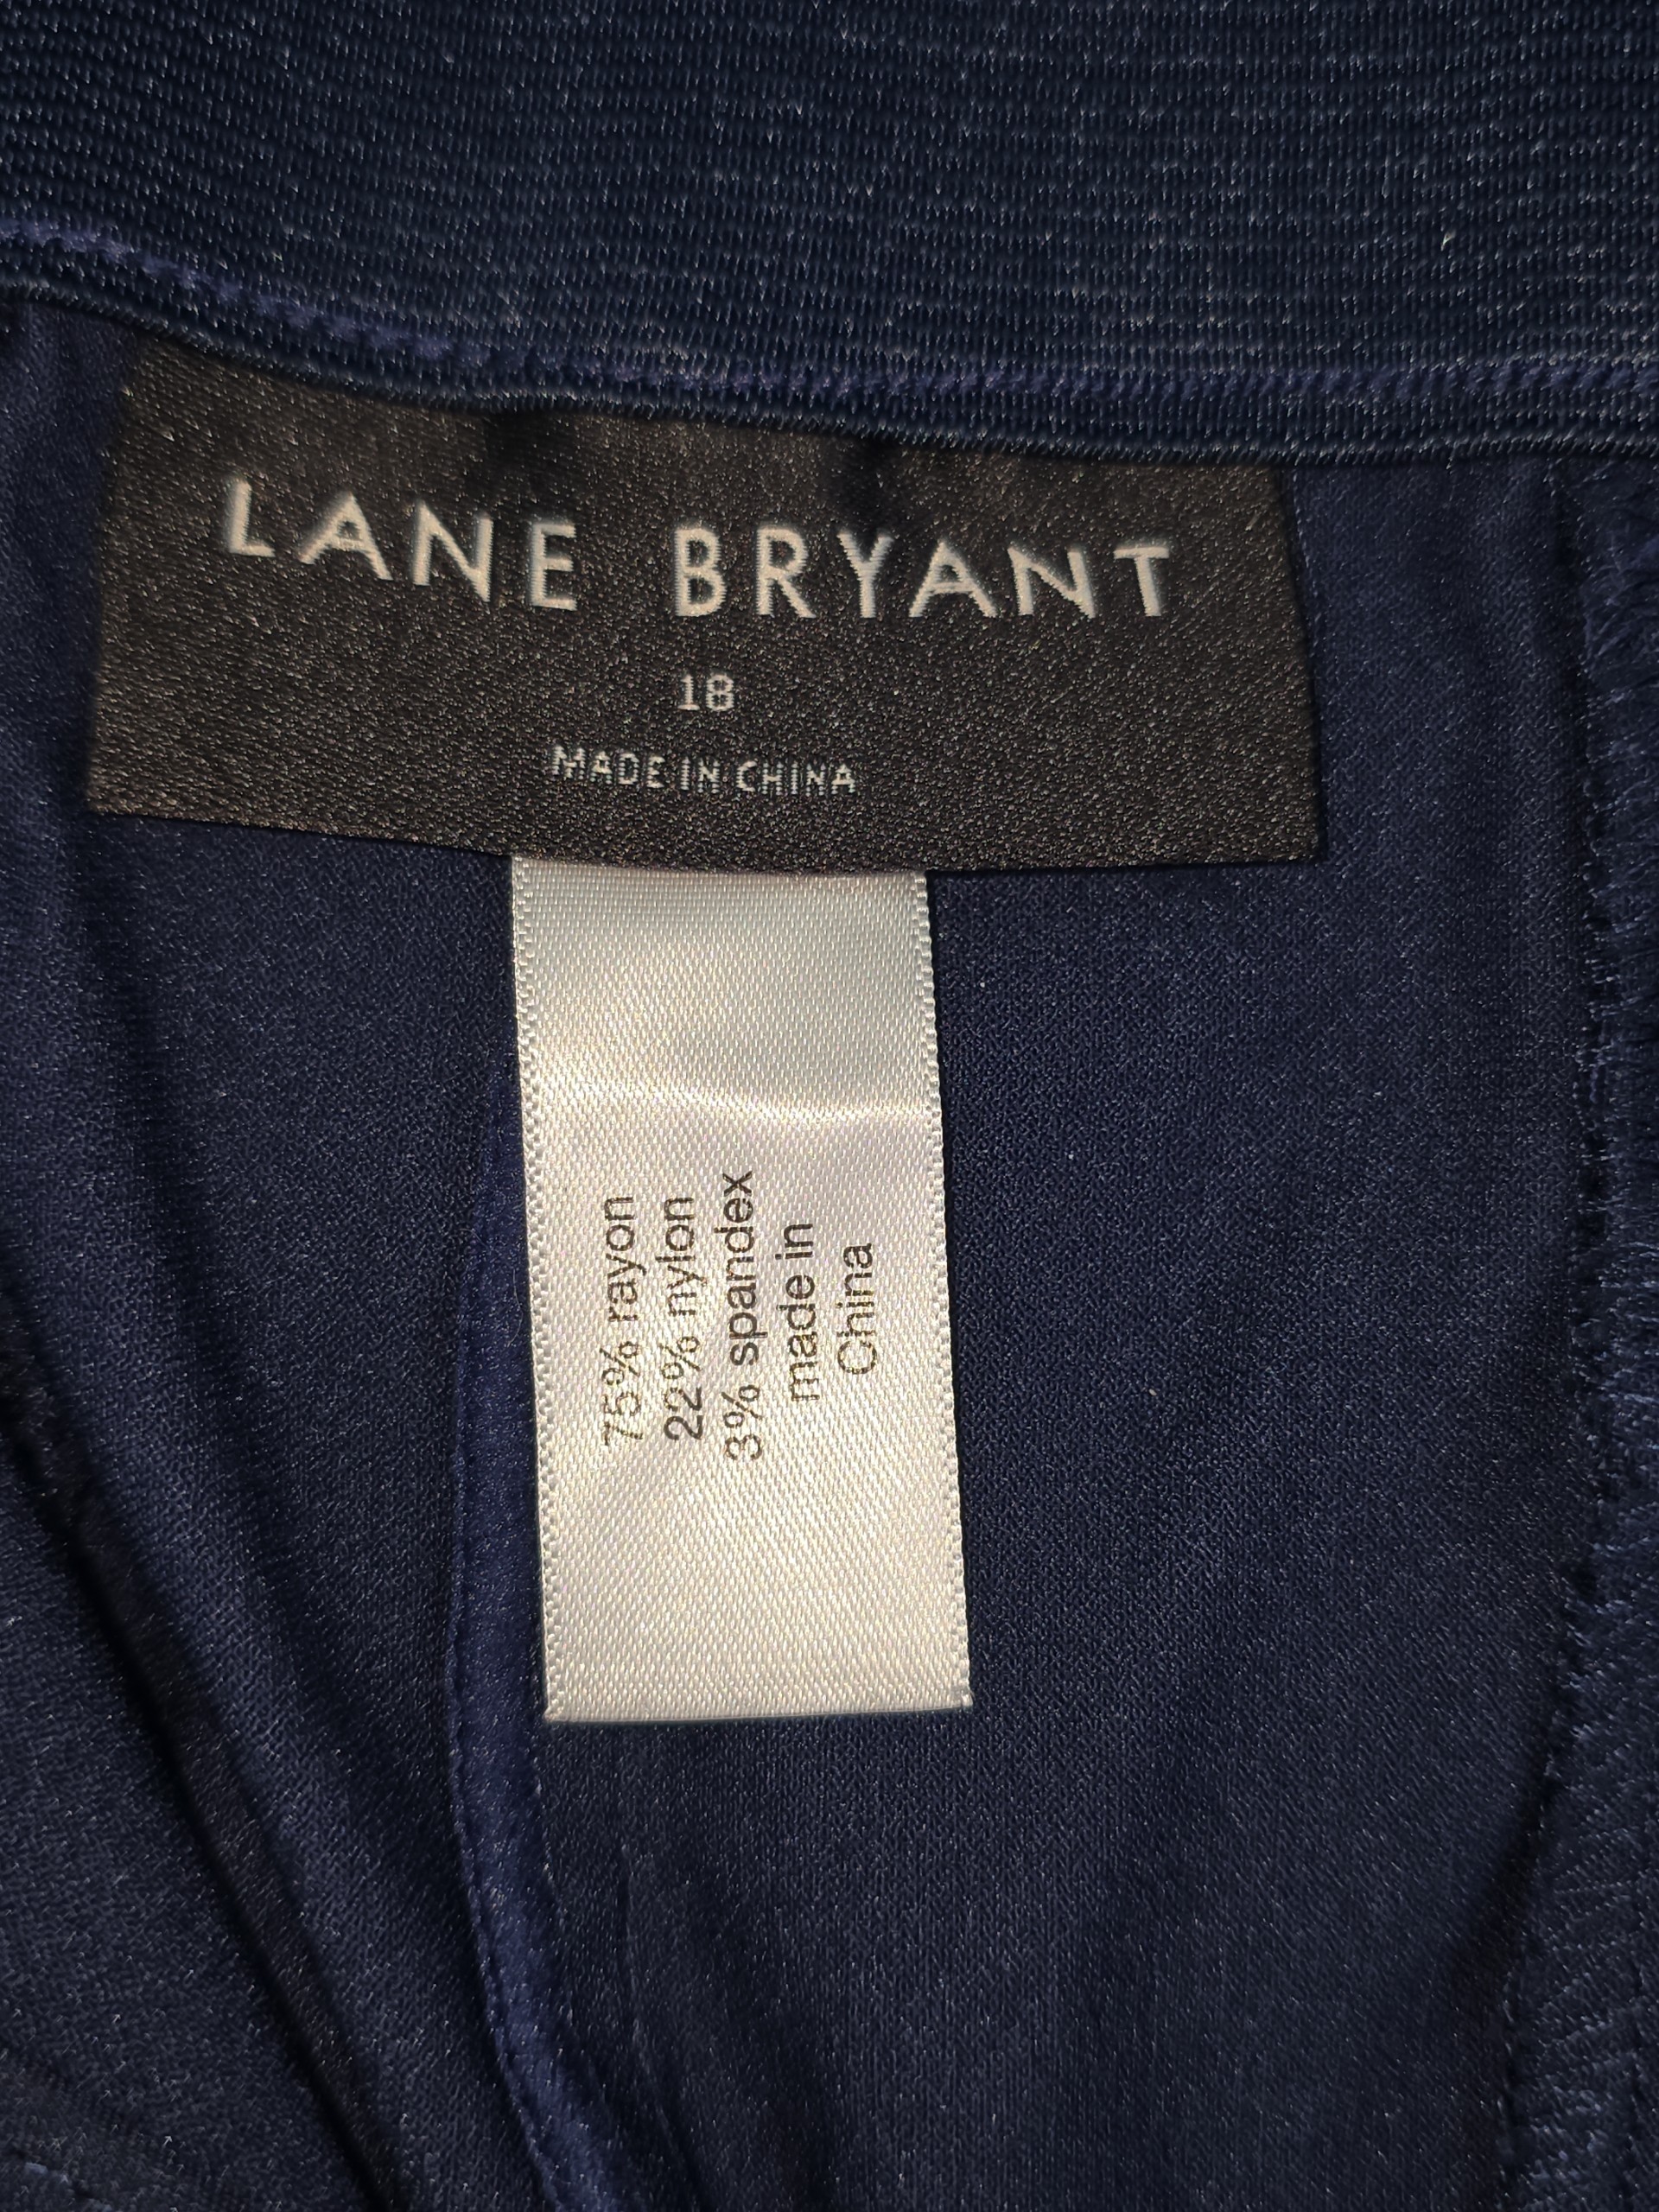 LANE BRYANT
18
MADE IN CHINA
75% rayon
22% nylon
3% spandex
made in
China